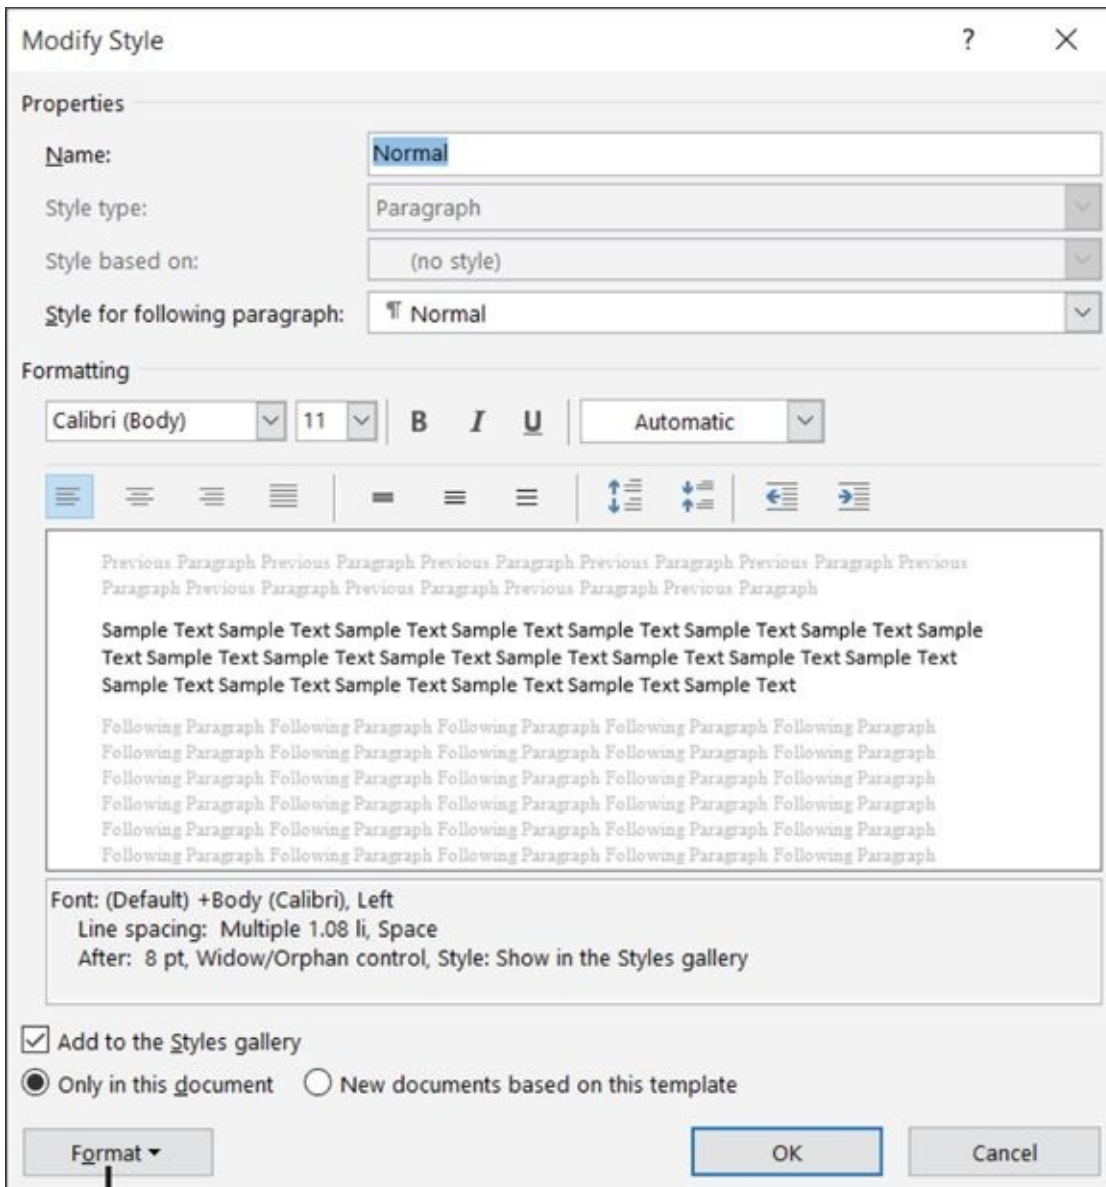 Modify Style ?
Properties
Name: Normal
Style type: Paragraph
Style based on: (no style)
Style for following paragraph: ¶ Normal
Formatting
Calibri (Body) 11 B I U Automatic
Previous Paragraph Previous Paragraph Previous Paragraph Previous Paragraph Previous Paragraph Previous
Paragraph Previous Paragraph Previous Paragraph Previous Paragraph Previous Paragraph
Sample Text Sample Text Sample Text Sample Text Sample Text Sample Text Sample Text Sample
Text Sample Text Sample Text Sample Text Sample Text Sample Text Sample Text Sample Text
Sample Text Sample Text Sample Text Sample Text Sample Text Sample Text
Following Paragraph Following Paragraph Following Paragraph Following Paragraph Following Paragraph
Following Paragraph Following Paragraph Following Paragraph Following Paragraph Following Paragraph
Following Paragraph Following Paragraph Following Paragraph Following Paragraph Following Paragraph
Following Paragraph Following Paragraph Following Paragraph Following Paragraph Following Paragraph
Following Paragraph Following Paragraph Following Paragraph Following Paragraph Following Paragraph
Following Paragraph Following Paragraph Following Paragraph Following Paragraph Following Paragraph
Font: (Default) +Body (Calibri), Left
Line spacing: Multiple 1.08 li, Space
After: 8 pt, Widow/Orphan control, Style: Show in the Styles gallery
Add to the Styles gallery
Only in this document New documents based on this template
Format OK Cancel